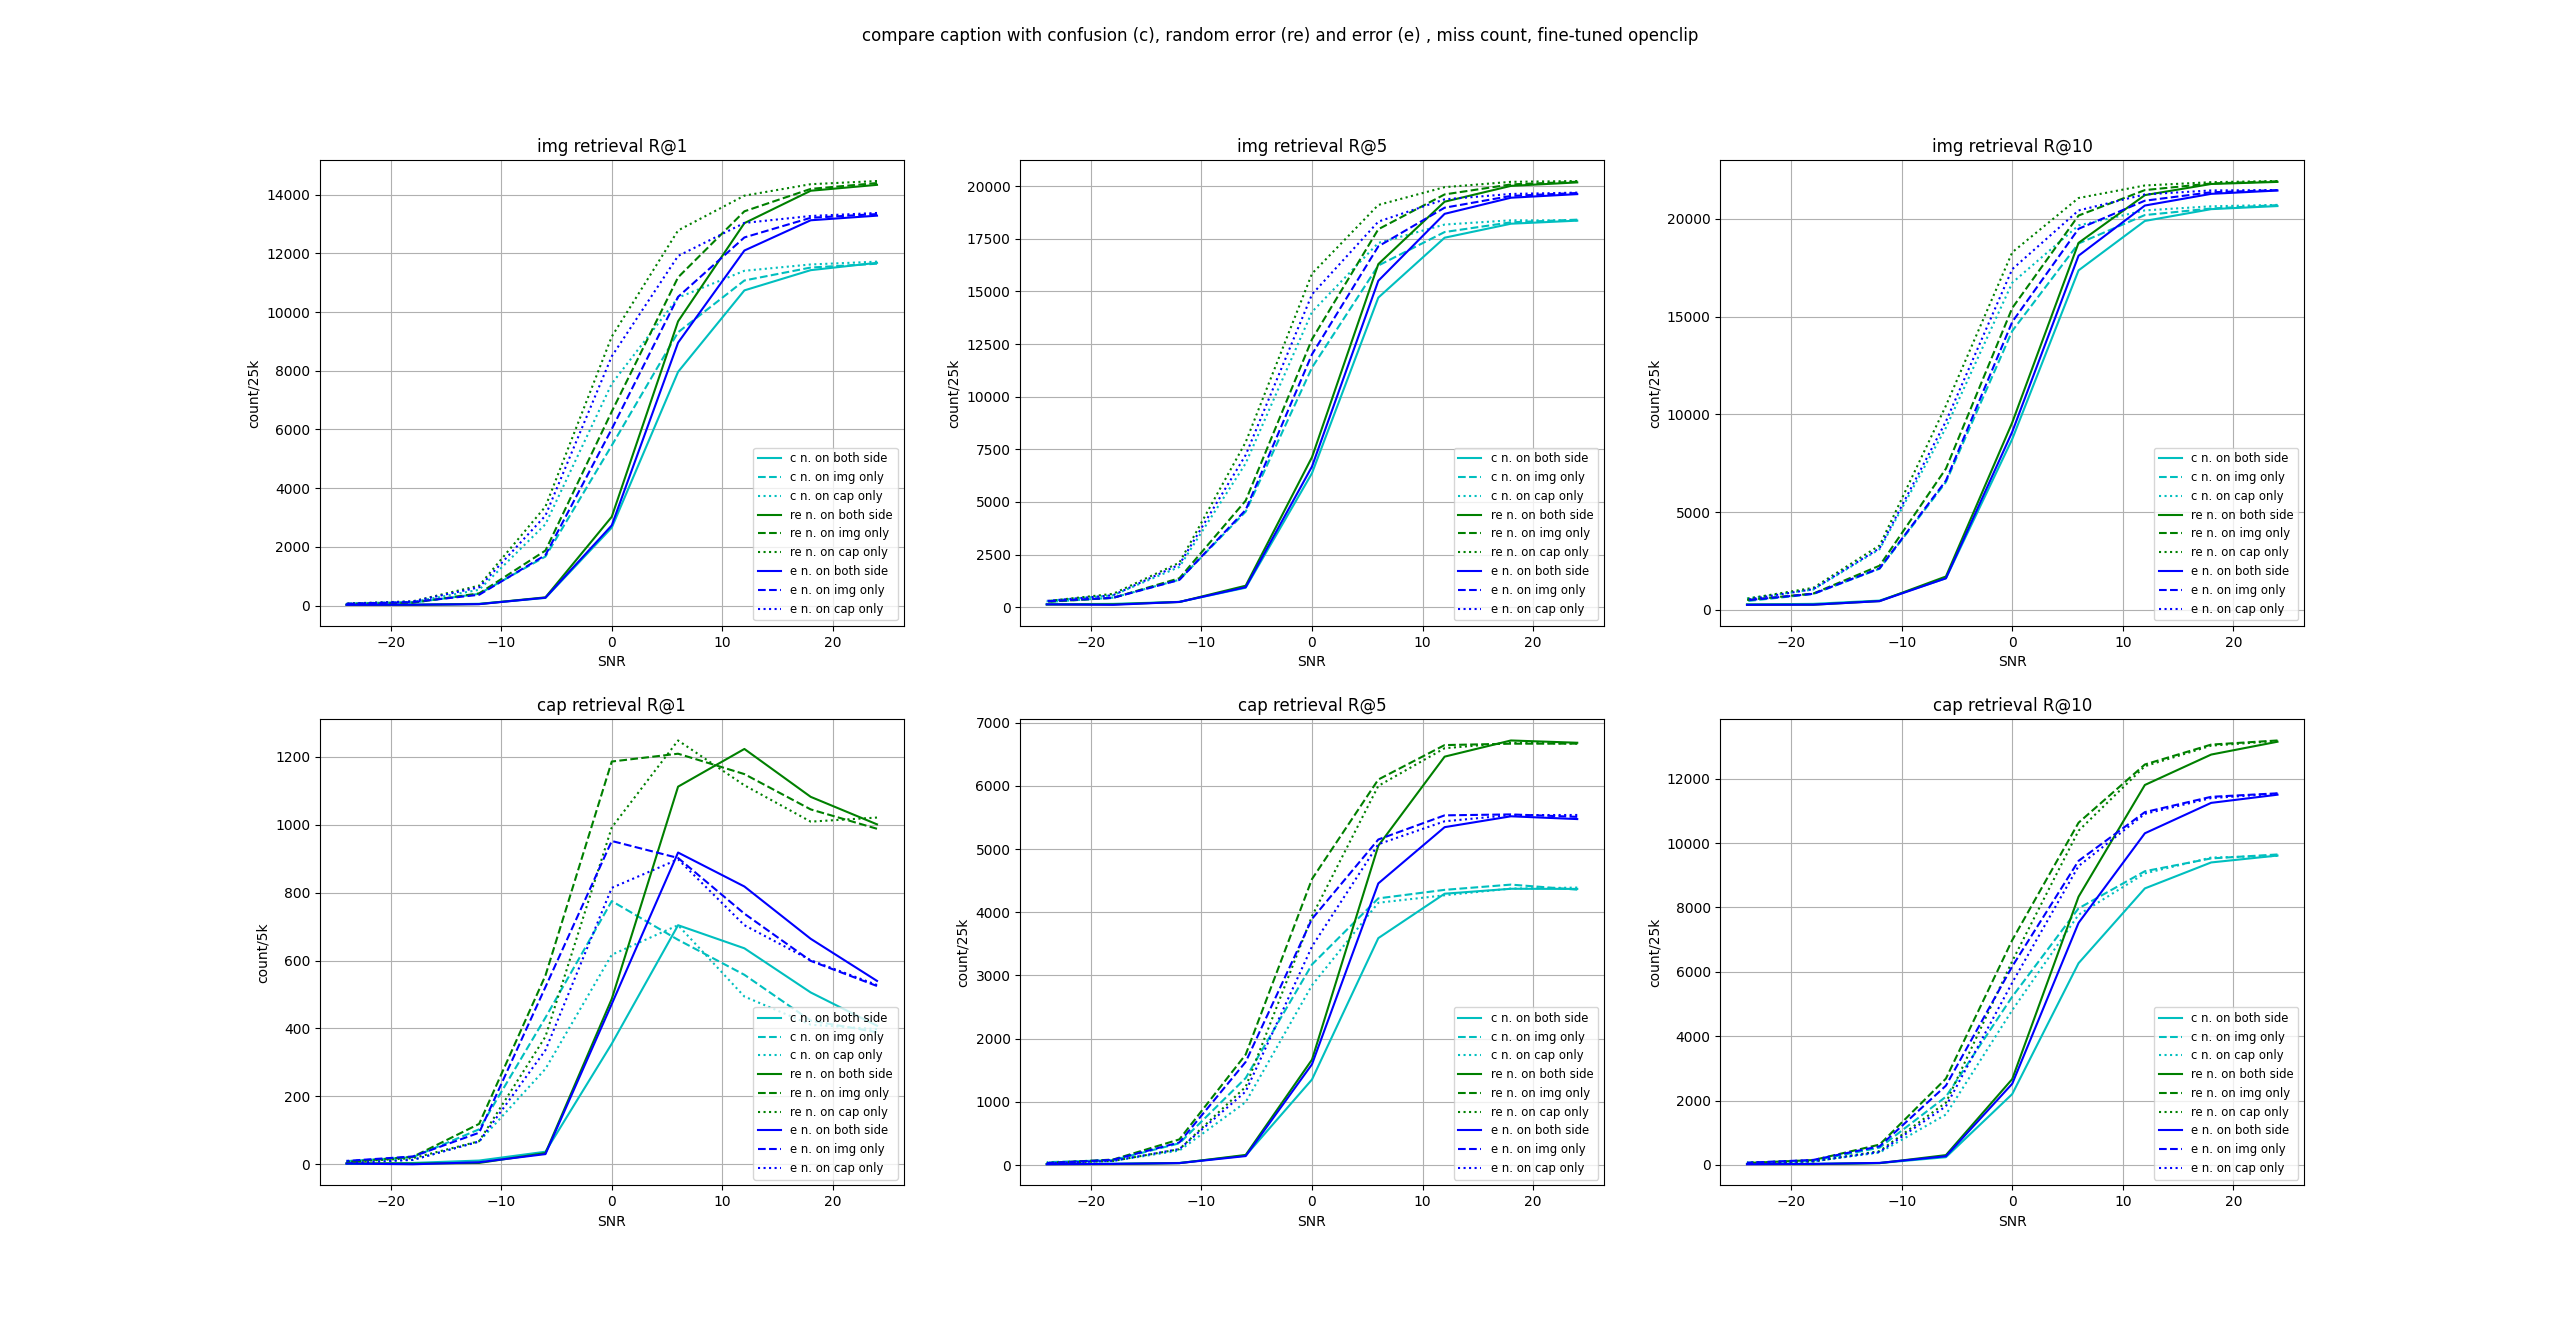 compare caption with confusion (c), random error (re) and error (e) , miss count, fine-tuned openclip
img retrieval R@1
14000
12000
10000
8000
6000
4000
2000
0
count/25k
−20
−10
0
10
20
SNR
c n. on both side
c n. on img only
c n. on cap only
re n. on both side
re n. on img only
re n. on cap only
e n. on both side
e n. on img only
e n. on cap only
img retrieval R@5
20000
17500
15000
12500
10000
7500
5000
2500
0
count/25k
−20
−10
0
10
20
SNR
c n. on both side
c n. on img only
c n. on cap only
re n. on both side
re n. on img only
re n. on cap only
e n. on both side
e n. on img only
e n. on cap only
img retrieval R@10
20000
15000
10000
5000
0
count/25k
−20
−10
0
10
20
SNR
c n. on both side
c n. on img only
c n. on cap only
re n. on both side
re n. on img only
re n. on cap only
e n. on both side
e n. on img only
e n. on cap only
cap retrieval R@1
1200
1000
800
600
400
200
0
count/5k
−20
−10
0
10
20
SNR
c n. on both side
c n. on img only
c n. on cap only
re n. on both side
re n. on img only
re n. on cap only
e n. on both side
e n. on img only
e n. on cap only
cap retrieval R@5
7000
6000
5000
4000
3000
2000
1000
0
count/25k
−20
−10
0
10
20
SNR
c n. on both side
c n. on img only
c n. on cap only
re n. on both side
re n. on img only
re n. on cap only
e n. on both side
e n. on img only
e n. on cap only
cap retrieval R@10
12000
10000
8000
6000
4000
2000
0
count/25k
−20
−10
0
10
20
SNR
c n. on both side
c n. on img only
c n. on cap only
re n. on both side
re n. on img only
re n. on cap only
e n. on both side
e n. on img only
e n. on cap only